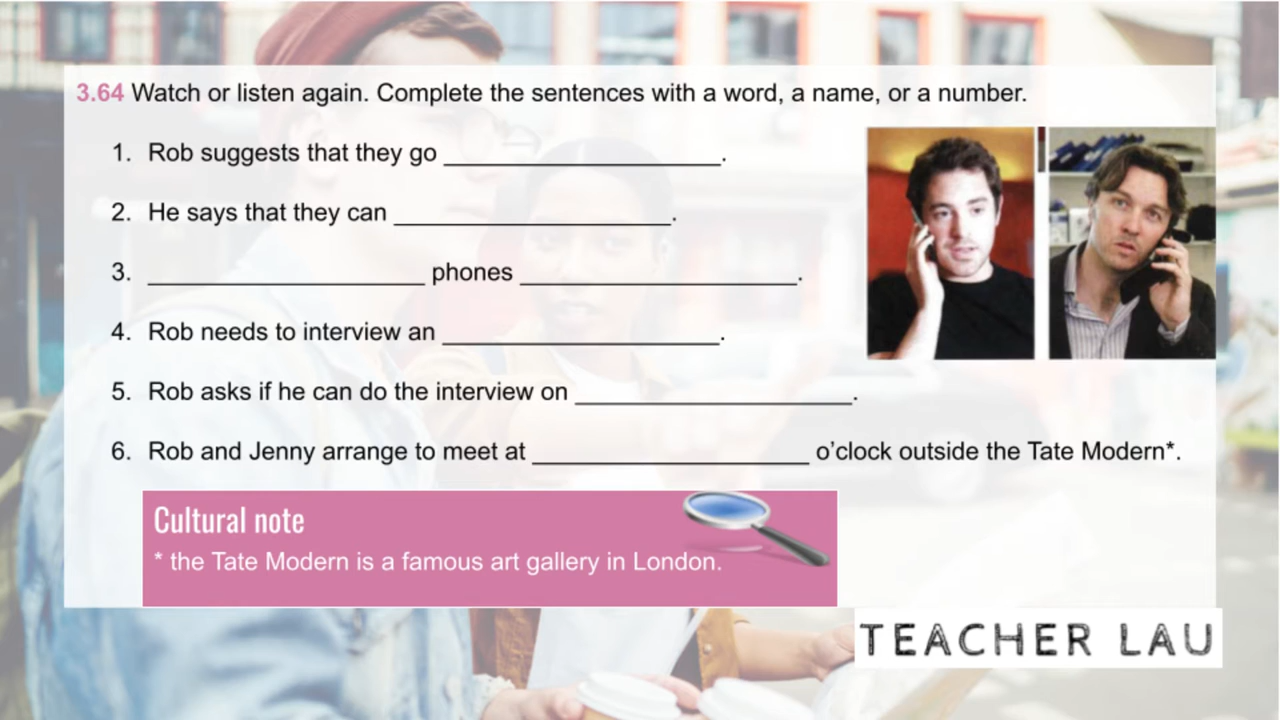 3.64 Watch or listen again. Complete the sentences with a word, a name, or a number.
1. Rob suggests that they go ____________________.
2. He says that they can ____________________.
3. ____________________ phones ____________________.
4. Rob needs to interview an ____________________.
5. Rob asks if he can do the interview on ____________________.
6. Rob and Jenny arrange to meet at ____________________ o’clock outside the Tate Modern*.
Cultural note
* the Tate Modern is a famous art gallery in London.
TEACHER LAU